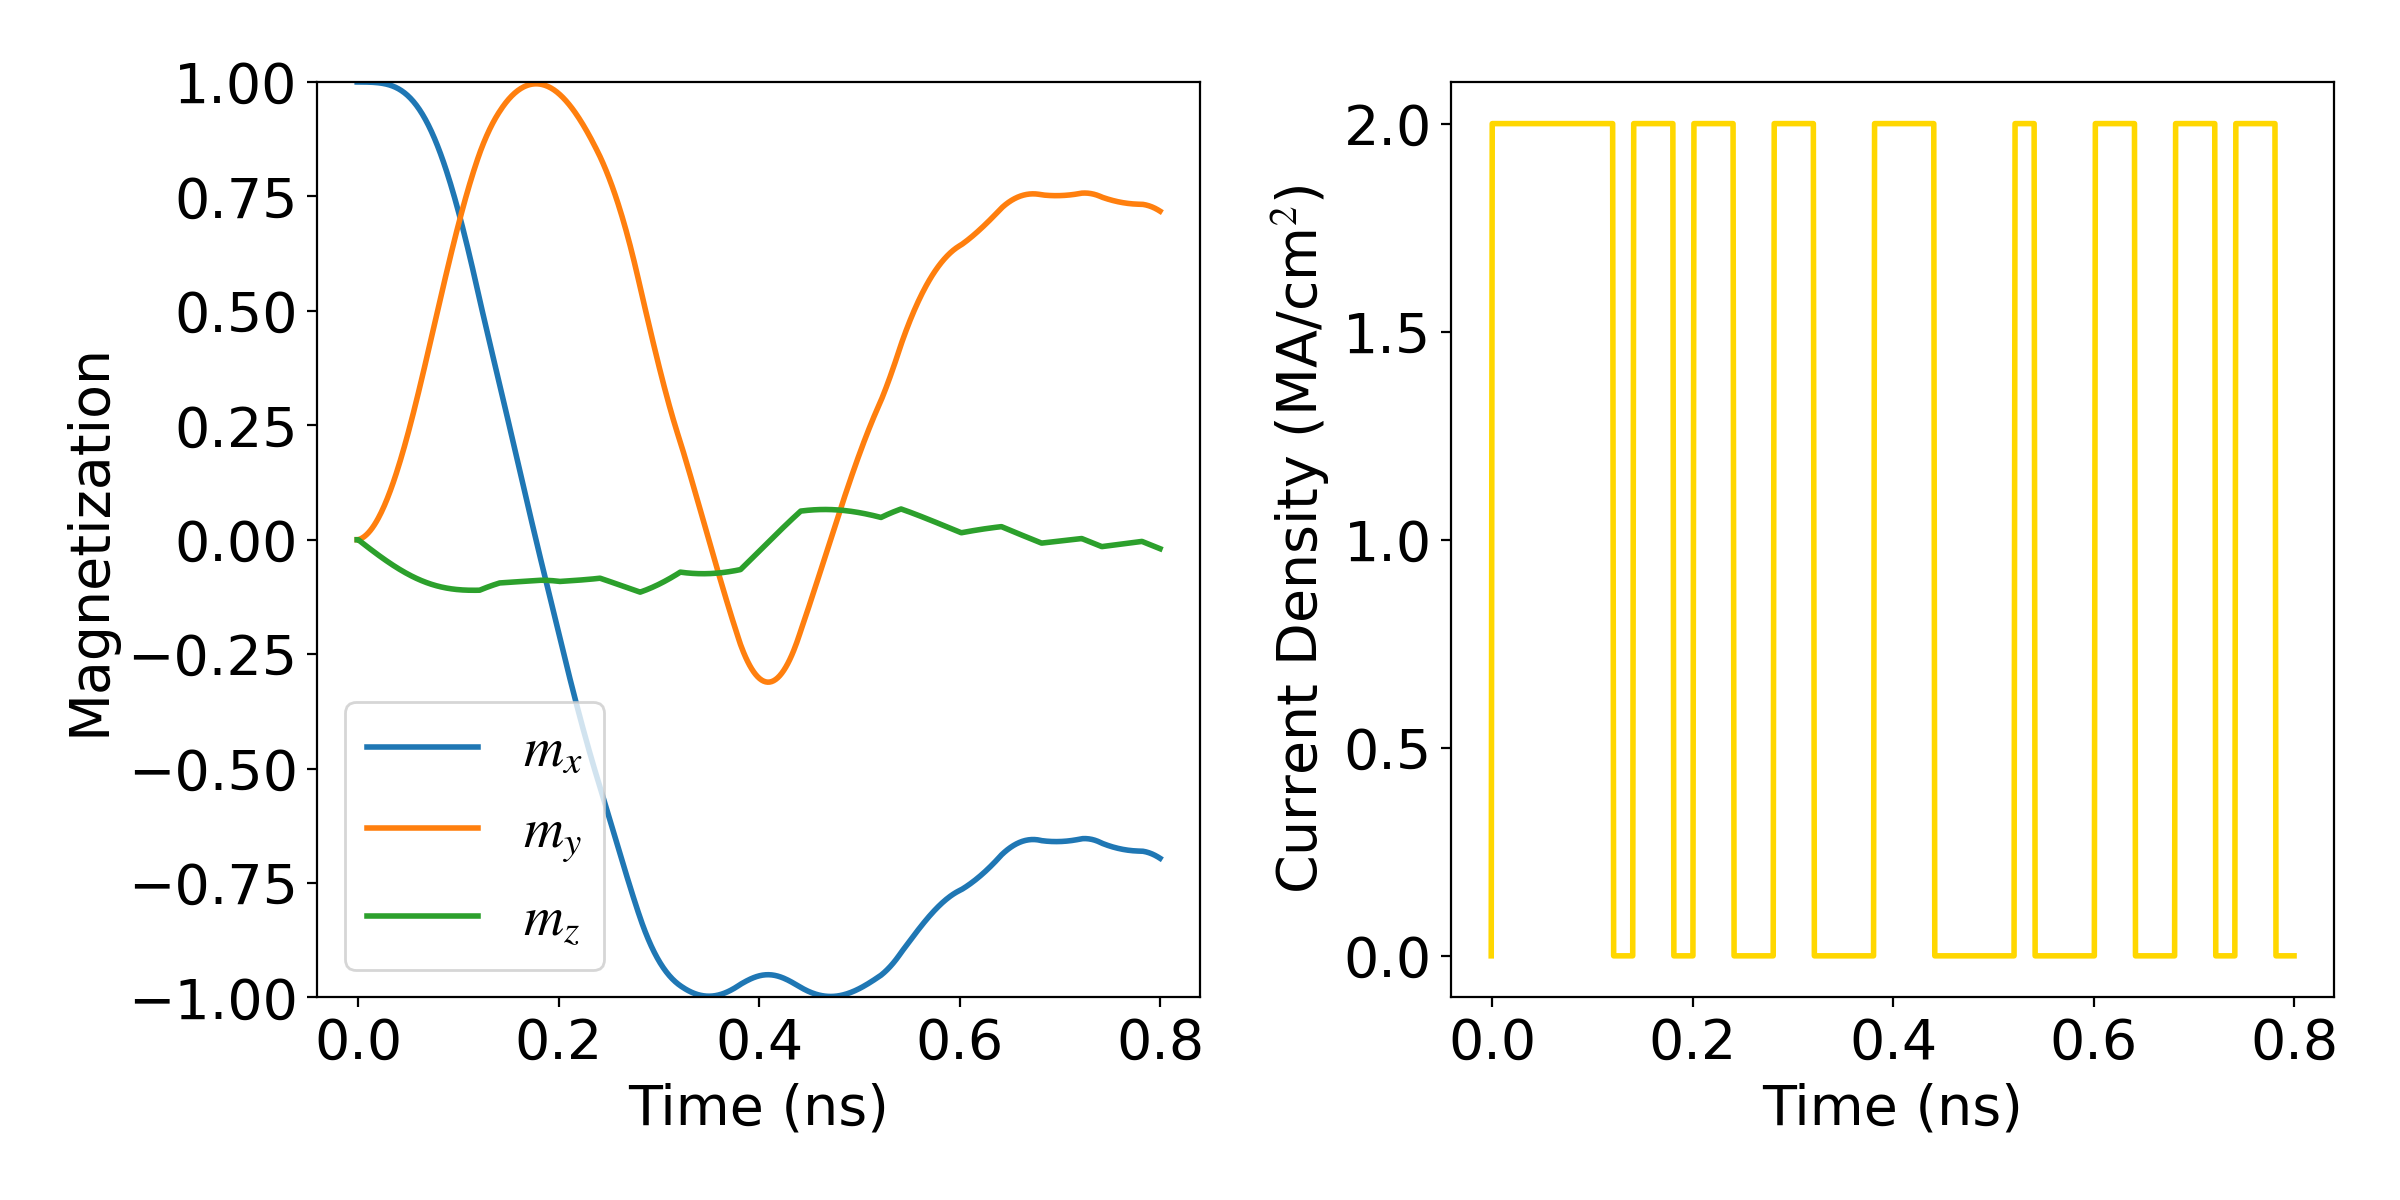 1.00
0.75
0.50
0.25
0.00
−0.25
−0.50
−0.75
−1.00
Magnetization
m_x
m_y
m_z
0.0 0.2 0.4 0.6 0.8
Time (ns)
2.0
1.5
1.0
0.5
0.0
Current Density (MA/cm²)
0.0 0.2 0.4 0.6 0.8
Time (ns)